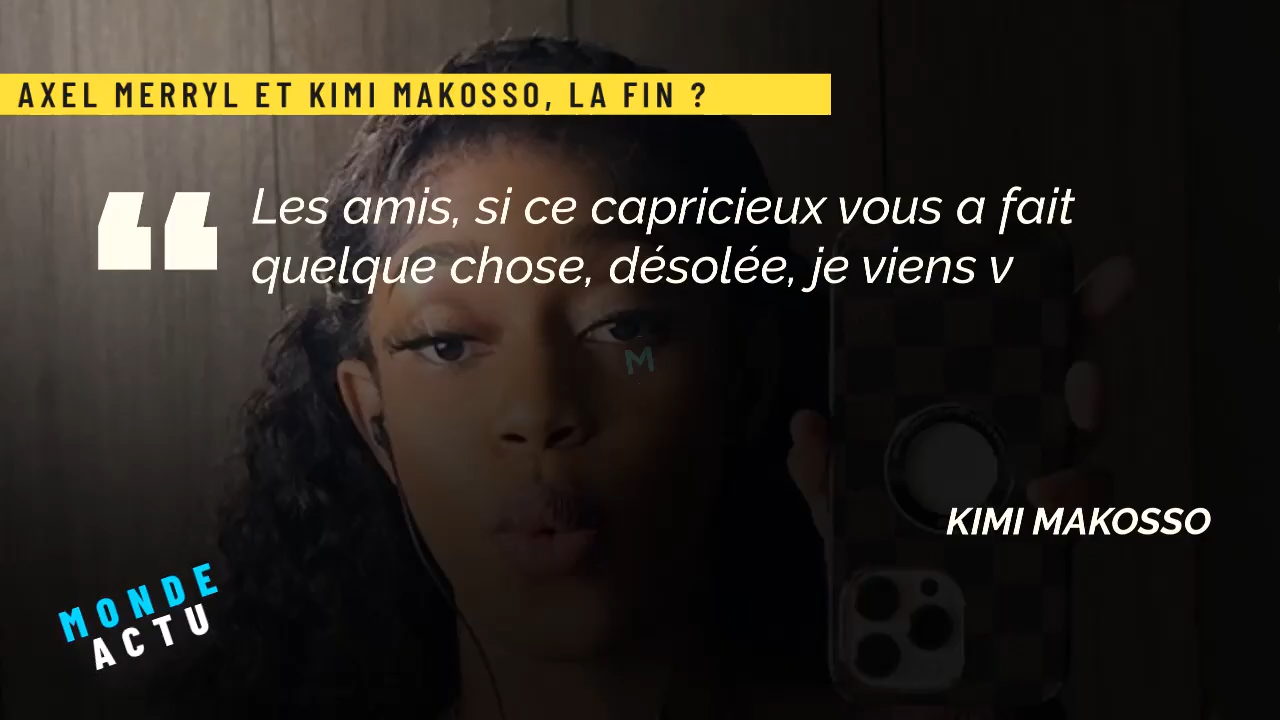 AXEL MERRYL ET KIMI MAKOSSO, LA FIN ?
Les amis, si ce capricieux vous a fait
quelque chose, désolée, je viens v
M
KIMI MAKOSSO
MONDE
ACTU